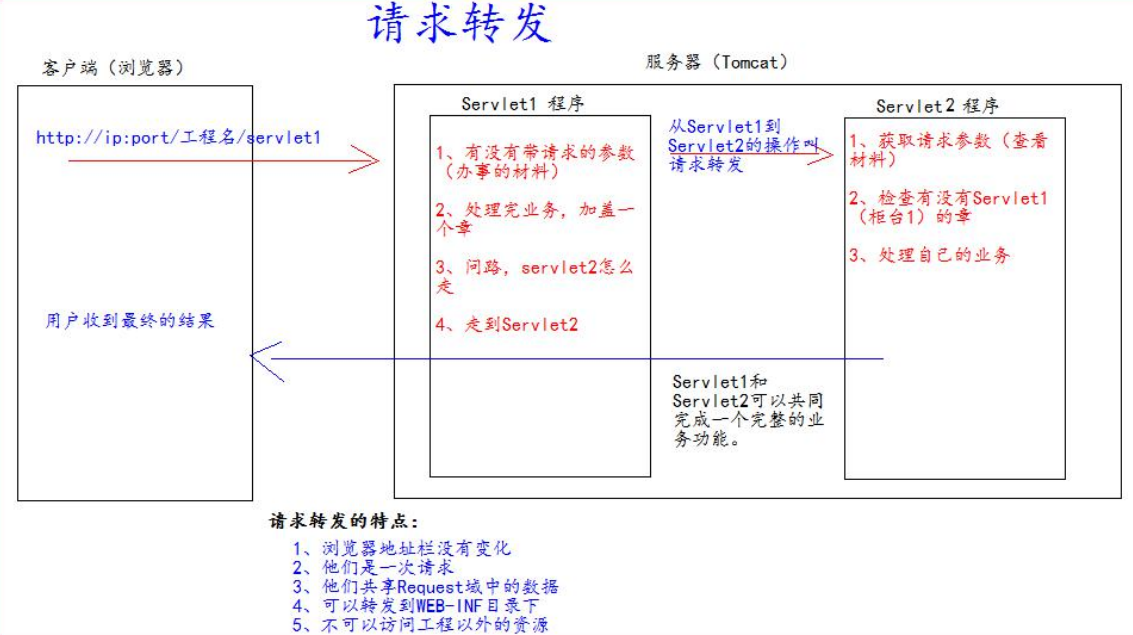 请求转发
客户端（浏览器）
服务器（Tomcat）
http://ip:port/工程名/servlet1
用户收到最终的结果
Servlet1 程序
1、有没有带请求的参数
（办事的材料）
2、处理完业务，加盖一
个章
3、问路，servlet2怎么
走
4、走到Servlet2
从Servlet1到
Servlet2的操作叫
请求转发
Servlet2 程序
1、获取请求参数（查看
材料）
2、检查有没有Servlet1
（柜台1）的章
3、处理自己的业务
Servlet1和
Servlet2可以共同
完成一个完整的业
务功能。
请求转发的特点：
1、浏览器地址栏没有变化
2、他们是一次请求
3、他们共享Request域中的数据
4、可以转发到WEB-INF目录下
5、不可以访问工程以外的资源